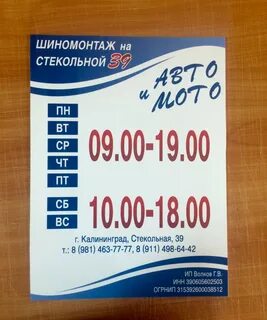 ШИНОМОНТАЖ на
СТЕКОЛЬНОЙ 39
АВТО
и МОТО
ПН
ВТ
СР
ЧТ
ПТ
09.00-19.00
СБ
ВС
10.00-18.00
г. Калининград, Стекольная, 39
т.: 8 (981) 463-77-77, 8 (911) 498-64-42
ИП Волков Г.В.
ИНН 390605602503
ОГРНИП 315392600038512